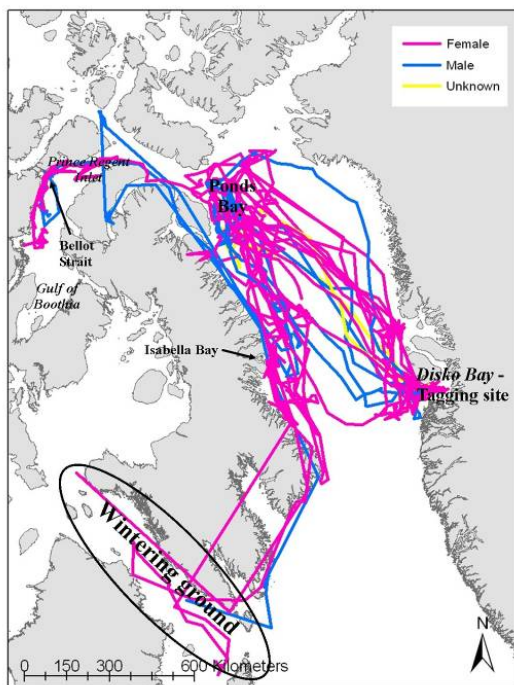 Female
Male
Unknown
Prince Regent
Inlet
Ponds
Bay
Bellot
Strait
Gulf of
Boothia
Isabella Bay
Disko Bay -
Tagging site
Wintering ground
N
0 150 300 600 Kilometers